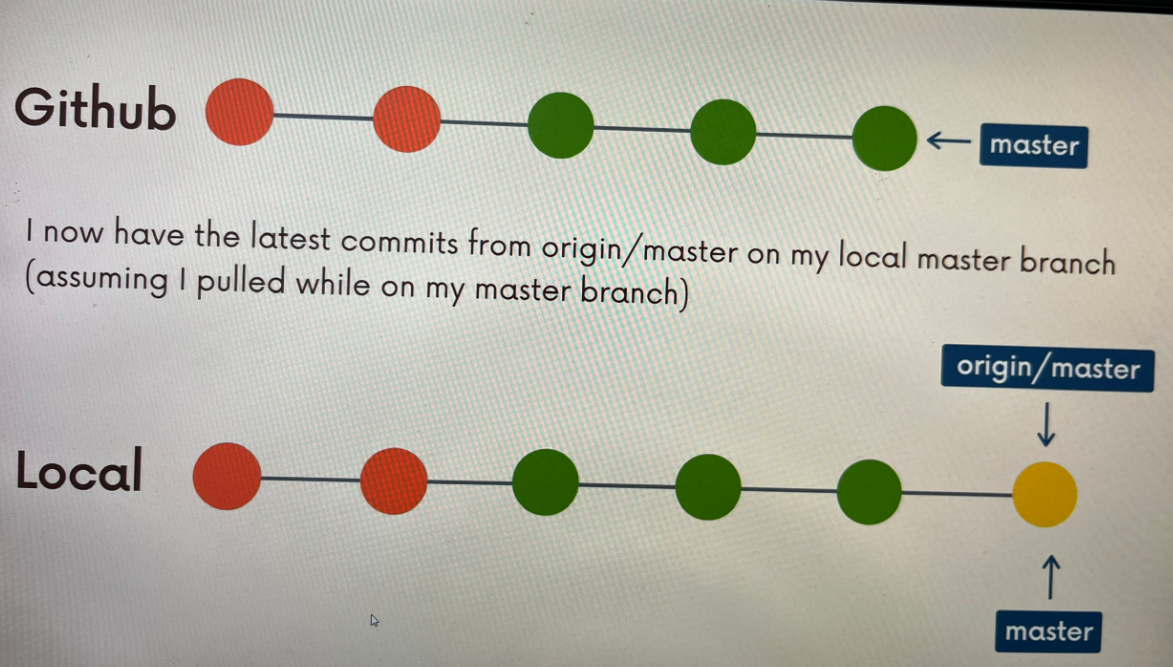 Github
master
I now have the latest commits from origin/master on my local master branch
(assuming I pulled while on my master branch)
origin/master
Local
master